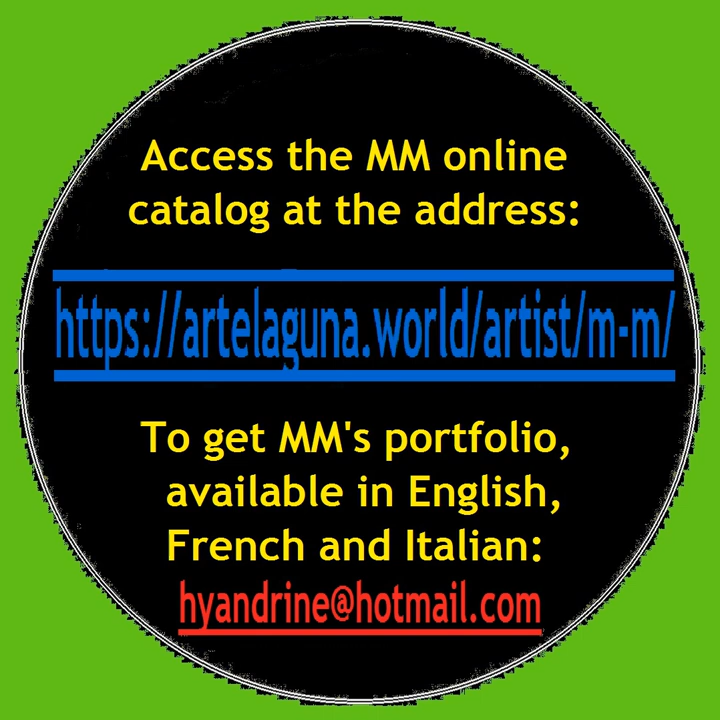 Access the MM online
catalog at the address:
https://artelaguna.world/artist/m-m/
To get MM's portfolio,
available in English,
French and Italian:
hyandrine@hotmail.com